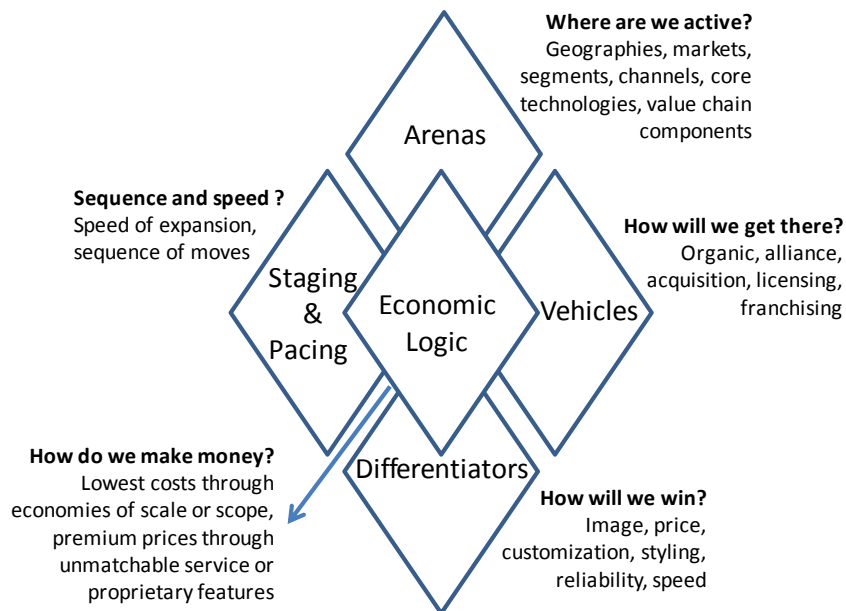 Where are we active?
Geographies, markets,
segments, channels, core
technologies, value chain
components
Arenas
Sequence and speed ?
Speed of expansion,
sequence of moves
How will we get there?
Organic, alliance,
acquisition, licensing,
franchising
Staging
&
Pacing
Economic
Logic
Vehicles
How do we make money?
Lowest costs through
economies of scale or scope,
premium prices through
unmatchable service or
proprietary features
Differentiators
How will we win?
Image, price,
customization, styling,
reliability, speed